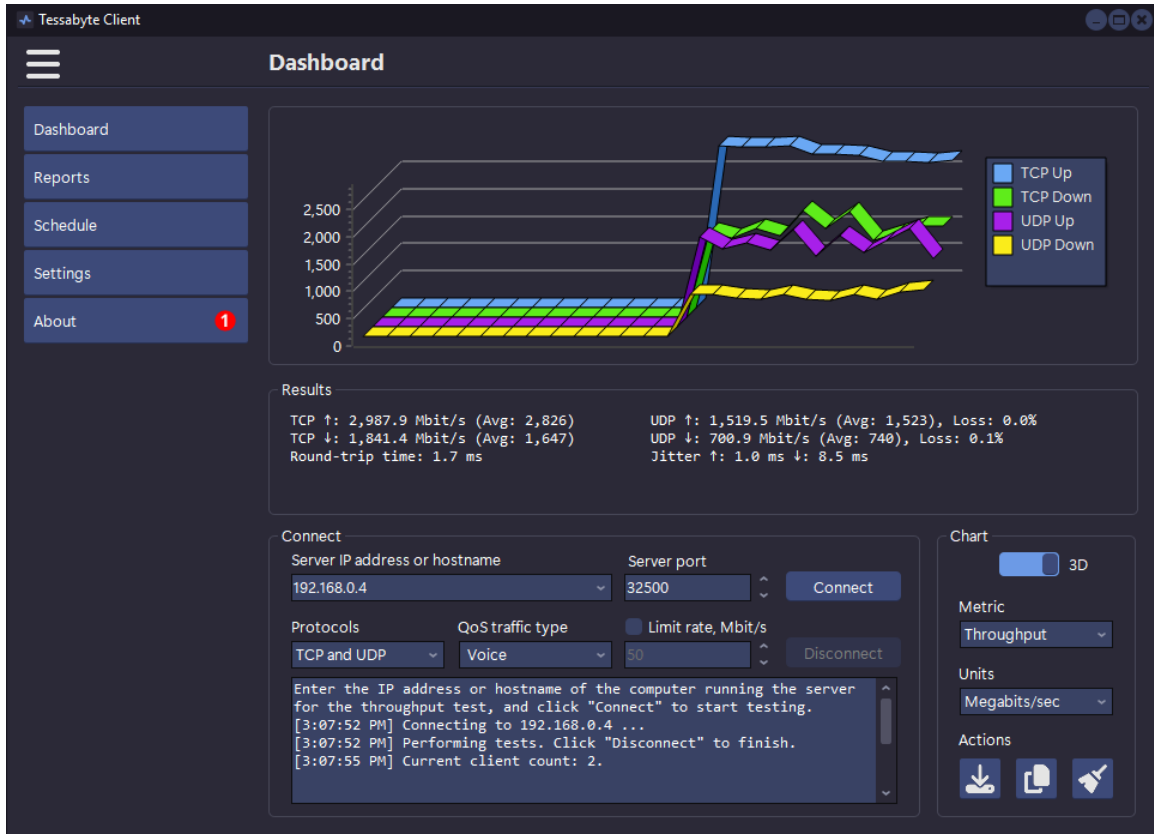 Tessabyte Client
Dashboard
Dashboard
Reports
Schedule
Settings
About 1
2,500
2,000
1,500
1,000
500
0
TCP Up
TCP Down
UDP Up
UDP Down
Results
TCP ↑: 2,987.9 Mbit/s (Avg: 2,826)
TCP ↓: 1,841.4 Mbit/s (Avg: 1,647)
Round-trip time: 1.7 ms
UDP ↑: 1,519.5 Mbit/s (Avg: 1,523), Loss: 0.0%
UDP ↓: 700.9 Mbit/s (Avg: 740), Loss: 0.1%
Jitter ↑: 1.0 ms ↓: 8.5 ms
Connect
Server IP address or hostname
Server port
192.168.0.4
32500
Connect
Protocols
QoS traffic type
Limit rate, Mbit/s
TCP and UDP
Voice
50
Disconnect
Enter the IP address or hostname of the computer running the server
for the throughput test, and click "Connect" to start testing.
[3:07:52 PM] Connecting to 192.168.0.4 ...
[3:07:52 PM] Performing tests. Click "Disconnect" to finish.
[3:07:55 PM] Current client count: 2.
Chart
3D
Metric
Throughput
Units
Megabits/sec
Actions